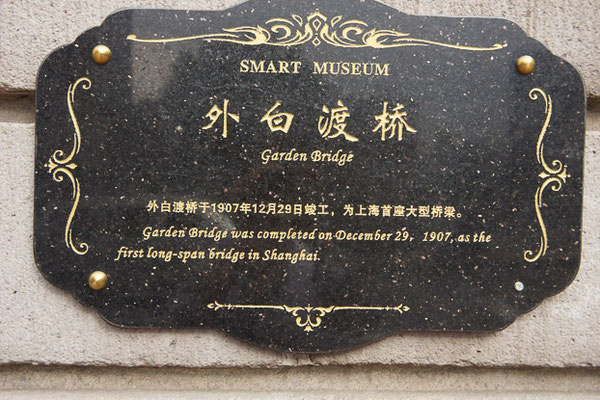 SMART MUSEUM
外白渡桥
Garden Bridge
外白渡桥于1907年12月29日竣工，为上海首座大型桥梁。
Garden Bridge was completed on December 29，1907, as the
first long-span bridge in Shanghai.